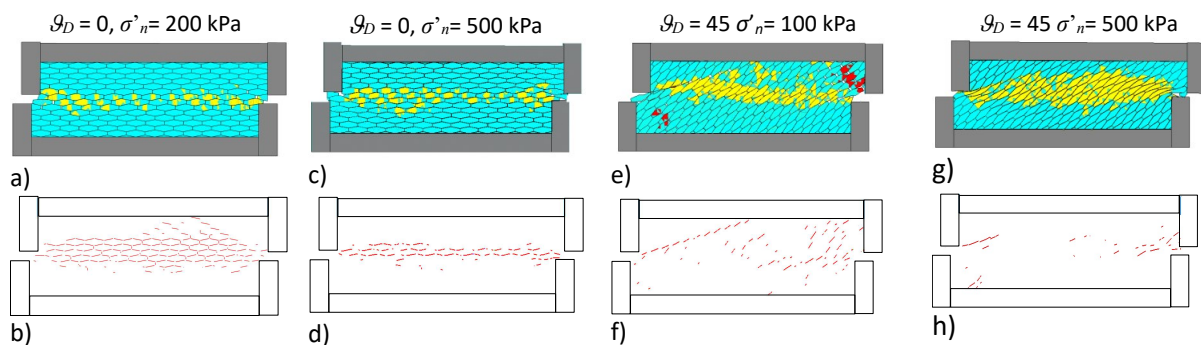 𝜗D = 0, σ’n= 200 kPa
𝜗D = 0, σ’n= 500 kPa
𝜗D = 45 σ'n= 100 kPa
𝜗D = 45 σ’n= 500 kPa
a)
c)
e)
g)
b)
d)
f)
h)